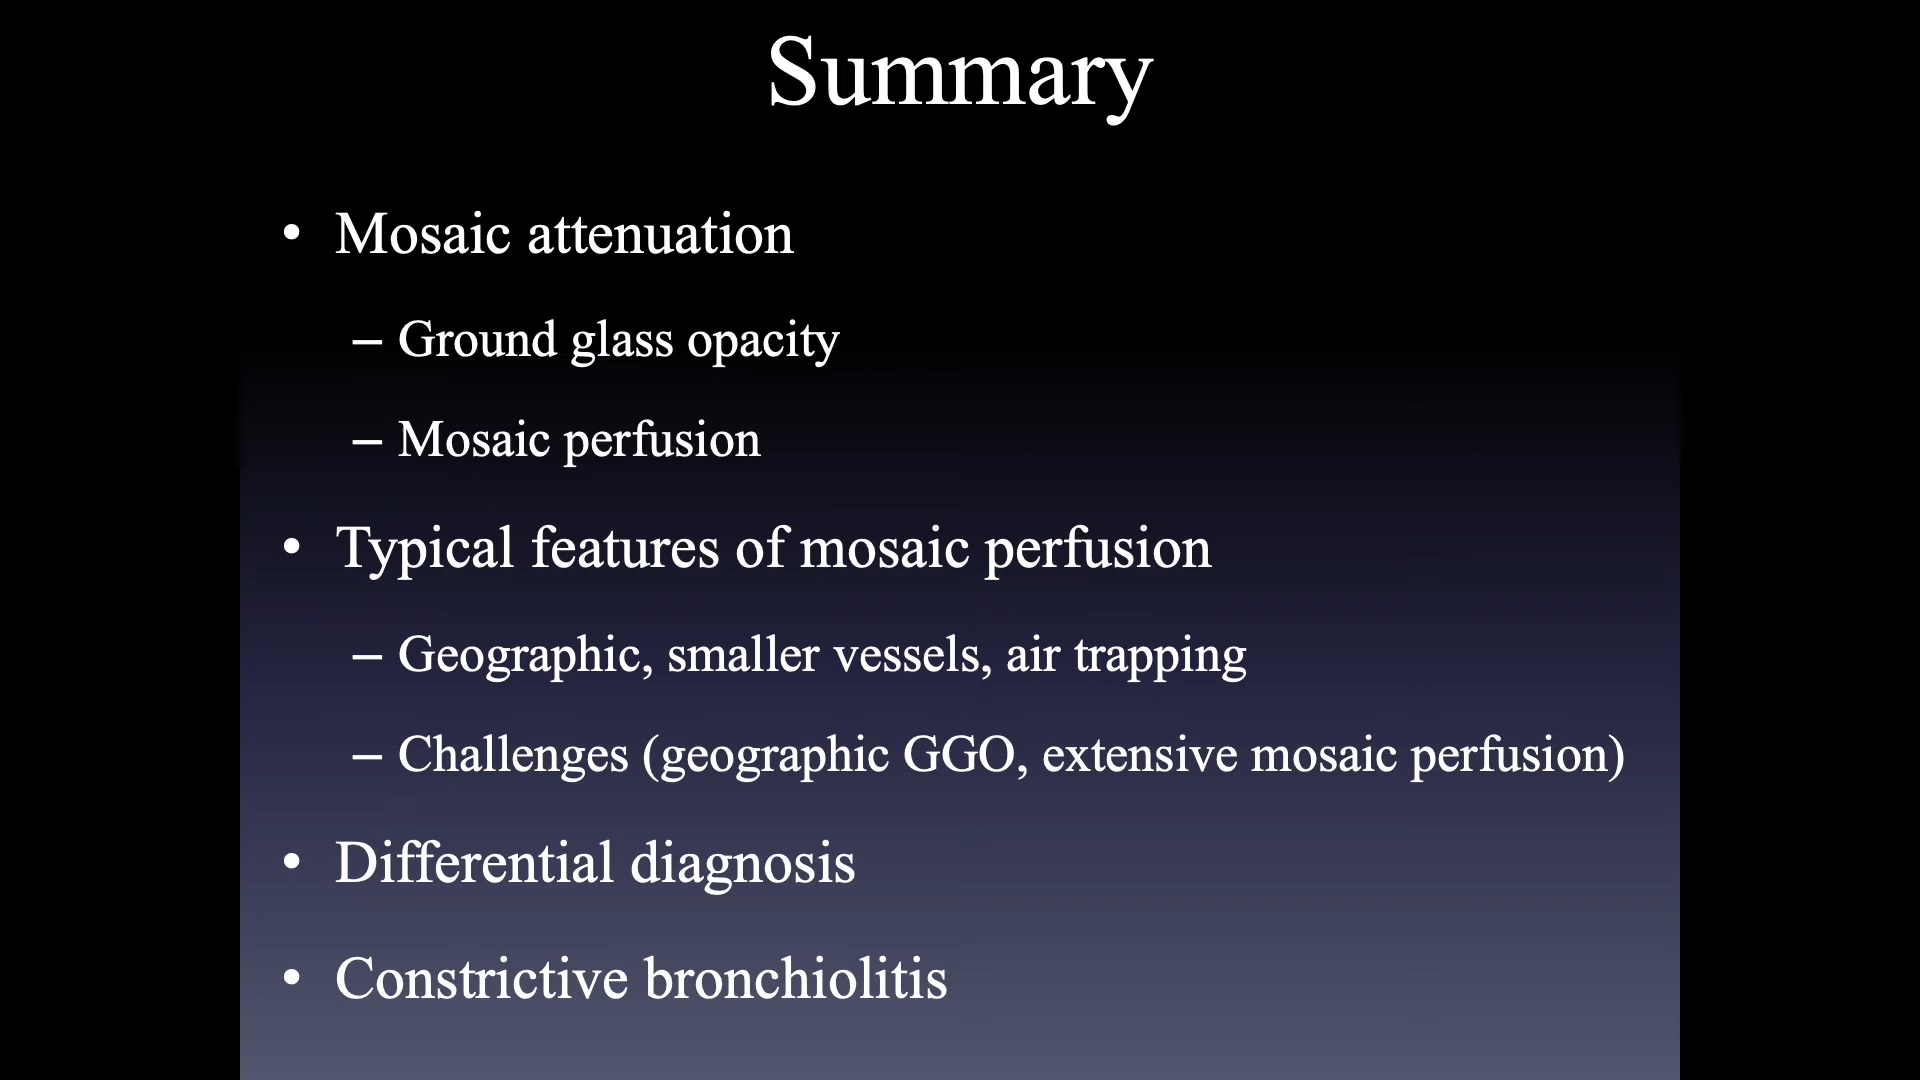 Summary
• Mosaic attenuation
– Ground glass opacity
– Mosaic perfusion
• Typical features of mosaic perfusion
– Geographic, smaller vessels, air trapping
– Challenges (geographic GGO, extensive mosaic perfusion)
• Differential diagnosis
• Constrictive bronchiolitis